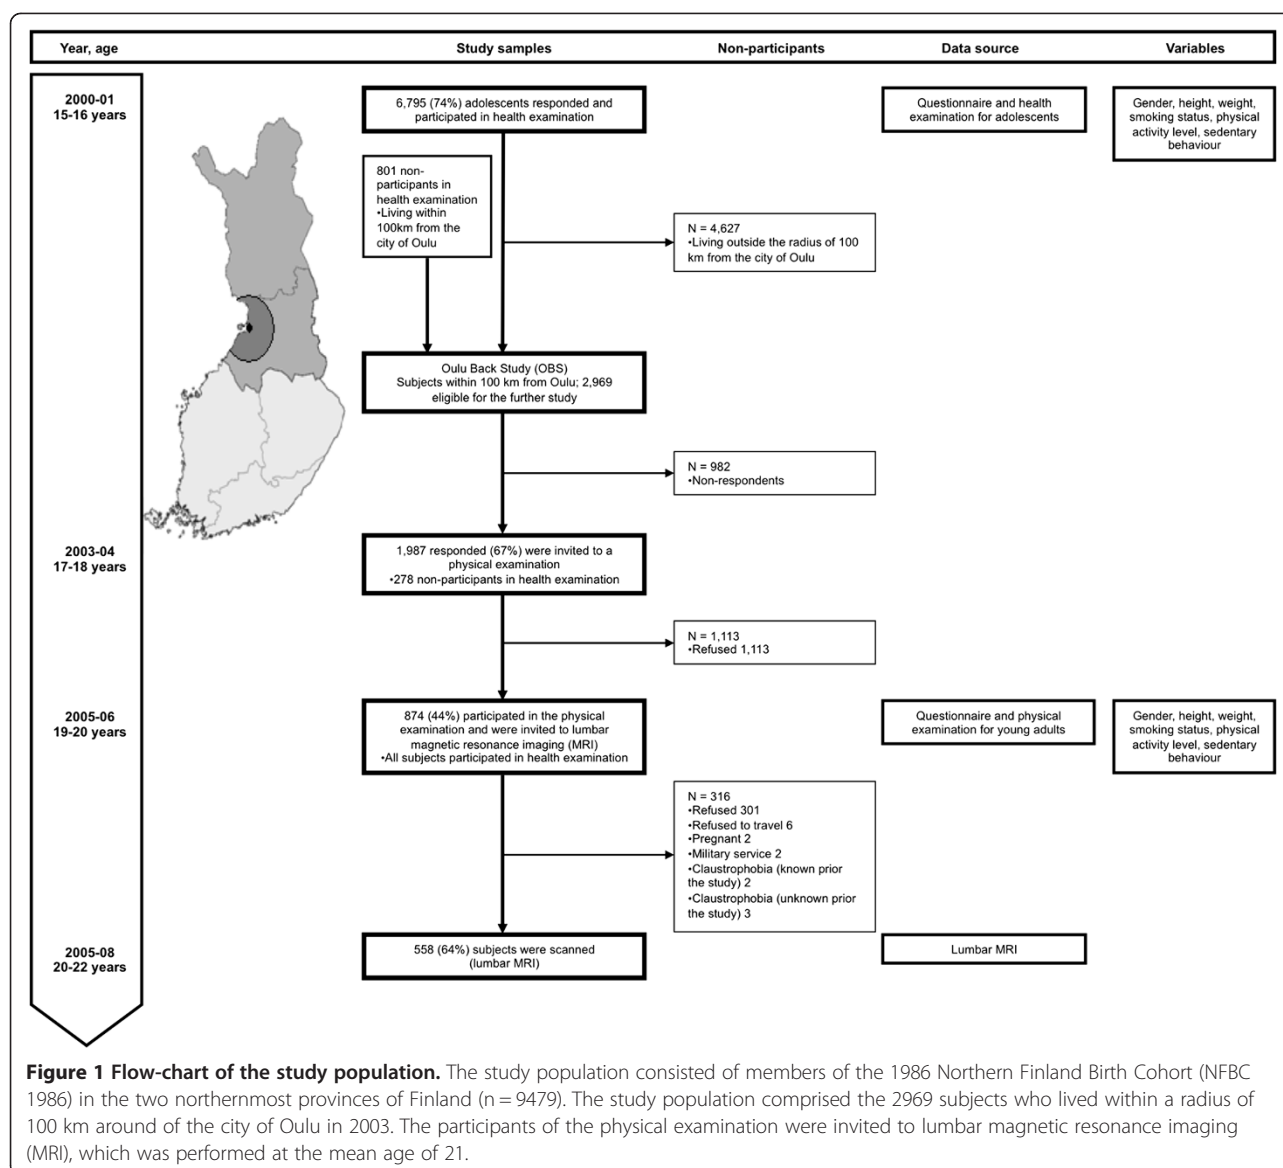 Year, age
Study samples
Non-participants
Data source
Variables
2000-01
15-16 years
6,795 (74%) adolescents responded and
participated in health examination
Questionnaire and health
examination for adolescents
Gender, height, weight,
smoking status, physical
activity level, sedentary
behaviour
801 non-
participants in
health examination
•Living within
100km from the
city of Oulu
N = 4,627
•Living outside the radius of 100
km from the city of Oulu
Oulu Back Study (OBS)
Subjects within 100 km from Oulu; 2,969
eligible for the further study
N = 982
•Non-respondents
2003-04
17-18 years
1,987 responded (67%) were invited to a
physical examination
•278 non-participants in health examination
N = 1,113
•Refused 1,113
2005-06
19-20 years
874 (44%) participated in the physical
examination and were invited to lumbar
magnetic resonance imaging (MRI)
•All subjects participated in health examination
Questionnaire and physical
examination for young adults
Gender, height, weight,
smoking status, physical
activity level, sedentary
behaviour
N = 316
•Refused 301
•Refused to travel 6
•Pregnant 2
•Military service 2
•Claustrophobia (known prior
the study) 2
•Claustrophobia (unknown prior
the study) 3
2005-08
20-22 years
558 (64%) subjects were scanned
(lumbar MRI)
Lumbar MRI
Figure 1 Flow-chart of the study population. The study population consisted of members of the 1986 Northern Finland Birth Cohort (NFBC
1986) in the two northernmost provinces of Finland (n = 9479). The study population comprised the 2969 subjects who lived within a radius of
100 km around of the city of Oulu in 2003. The participants of the physical examination were invited to lumbar magnetic resonance imaging
(MRI), which was performed at the mean age of 21.